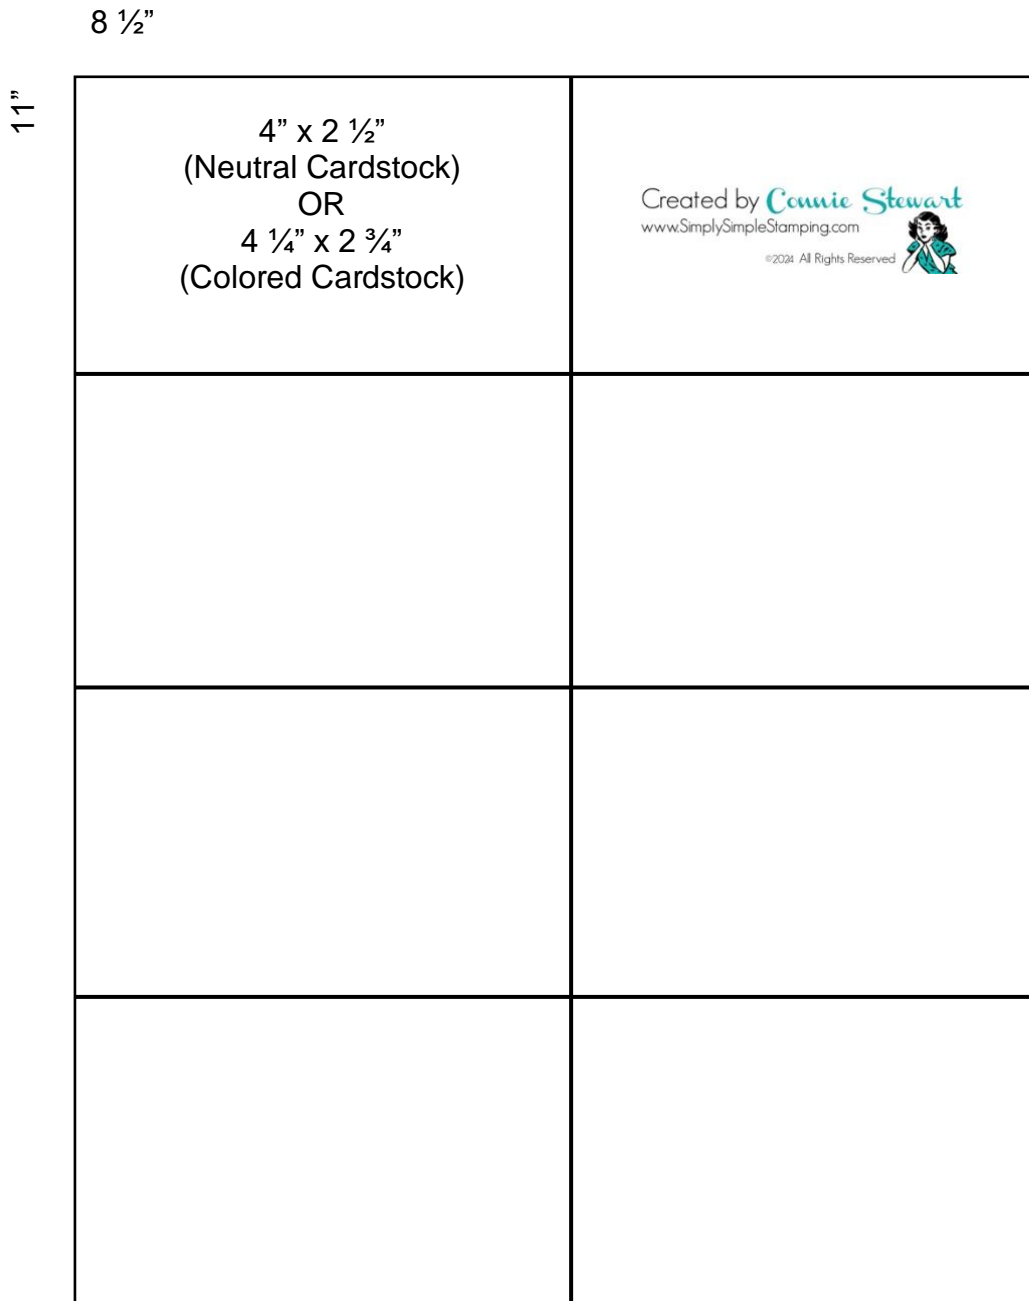 8 ½”
11”
4” x 2 ½”
(Neutral Cardstock)
OR
4 ¼” x 2 ¾”
(Colored Cardstock)
Created by Connie Stewart
www.SimplySimpleStamping.com
©2024 All Rights Reserved